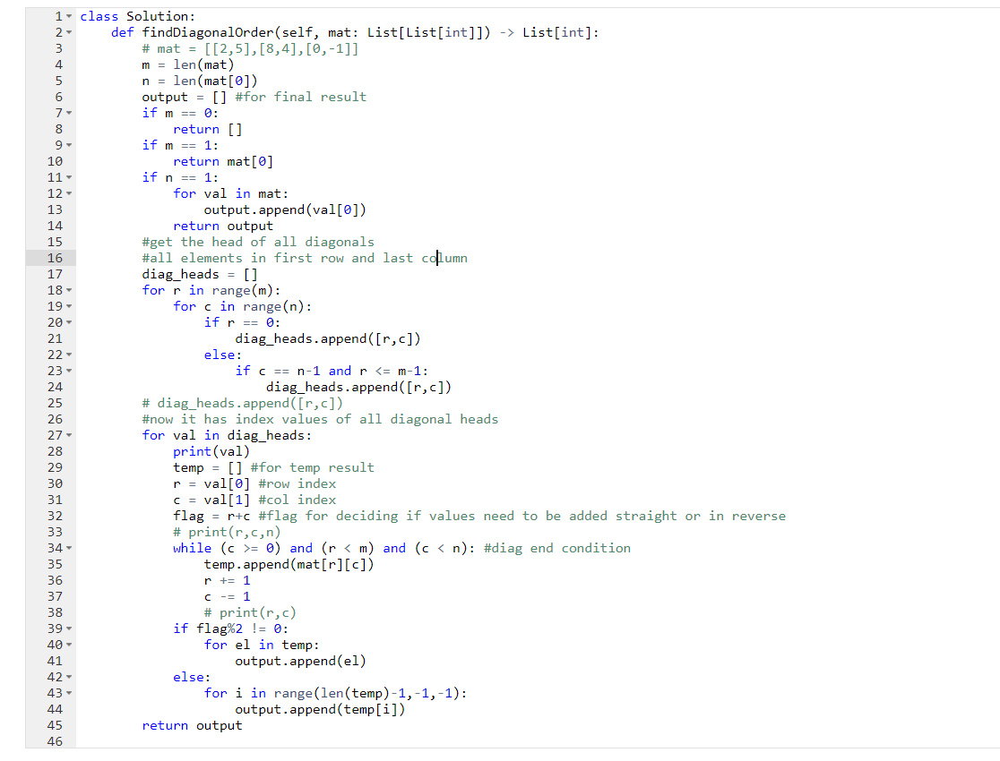 1 class Solution:
2     def findDiagonalOrder(self, mat: List[List[int]]) -> List[int]:
3         # mat = [[2,5],[8,4],[0,-1]]
4         m = len(mat)
5         n = len(mat[0])
6         output = [] #for final result
7         if m == 0:
8             return []
9         if m == 1:
10             return mat[0]
11         if n == 1:
12             for val in mat:
13                 output.append(val[0])
14             return output
15         #get the head of all diagonals
16         #all elements in first row and last column
17         diag_heads = []
18         for r in range(m):
19             for c in range(n):
20                 if r == 0:
21                     diag_heads.append([r,c])
22                 else:
23                     if c == n-1 and r <= m-1:
24                         diag_heads.append([r,c])
25         # diag_heads.append([r,c])
26         #now it has index values of all diagonal heads
27         for val in diag_heads:
28             print(val)
29             temp = [] #for temp result
30             r = val[0] #row index
31             c = val[1] #col index
32             flag = r+c #flag for deciding if values need to be added straight or in reverse
33             # print(r,c,n)
34             while (c >= 0) and (r < m) and (c < n): #diag end condition
35                 temp.append(mat[r][c])
36                 r += 1
37                 c -= 1
38                 # print(r,c)
39             if flag%2 != 0:
40                 for el in temp:
41                     output.append(el)
42             else:
43                 for i in range(len(temp)-1,-1,-1):
44                     output.append(temp[i])
45         return output
46